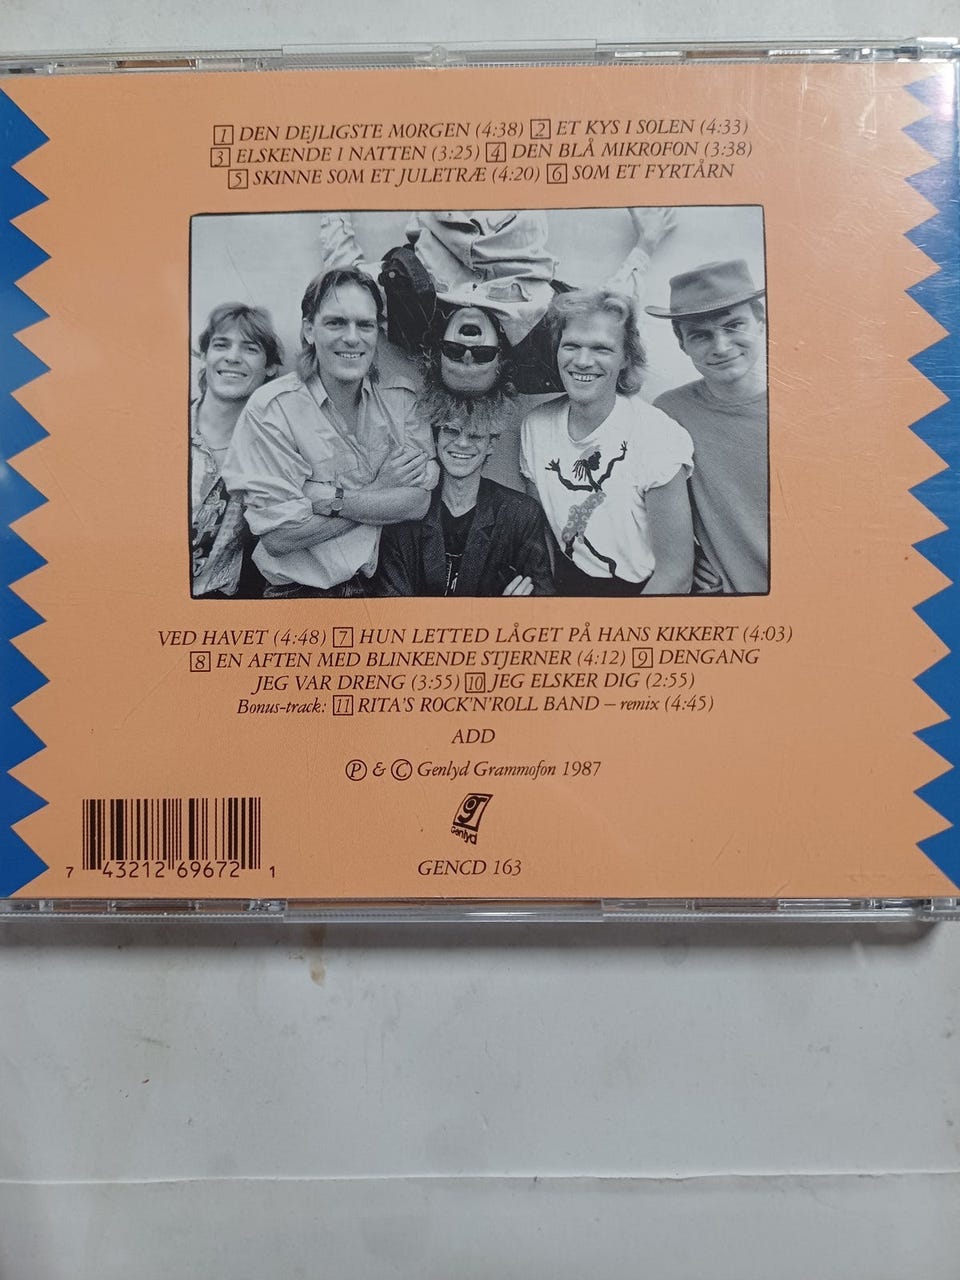 1 DEN DEJLIGSTE MORGEN (4:38) 2 ET KYS I SOLEN (4:33)
3 ELSKENDE I NATTEN (3:25) 4 DEN BLÅ MIKROFON (3:38)
5 SKINNE SOM ET JULETRÆ (4:20) 6 SOM ET FYRTÅRN
VED HAVET (4:48) 7 HUN LETTED LÅGET PÅ HANS KIKKERT (4:03)
8 EN AFTEN MED BLINKENDE STJERNER (4:12) 9 DENGANG
JEG VAR DRENG (3:55) 10 JEG ELSKER DIG (2:55)
Bonus-track: 11 RITA'S ROCK'N'ROLL BAND – remix (4:45)
ADD
Ⓟ & © Genlyd Grammofon 1987
g Genlyd
GENCD 163
7 43212 69672 1